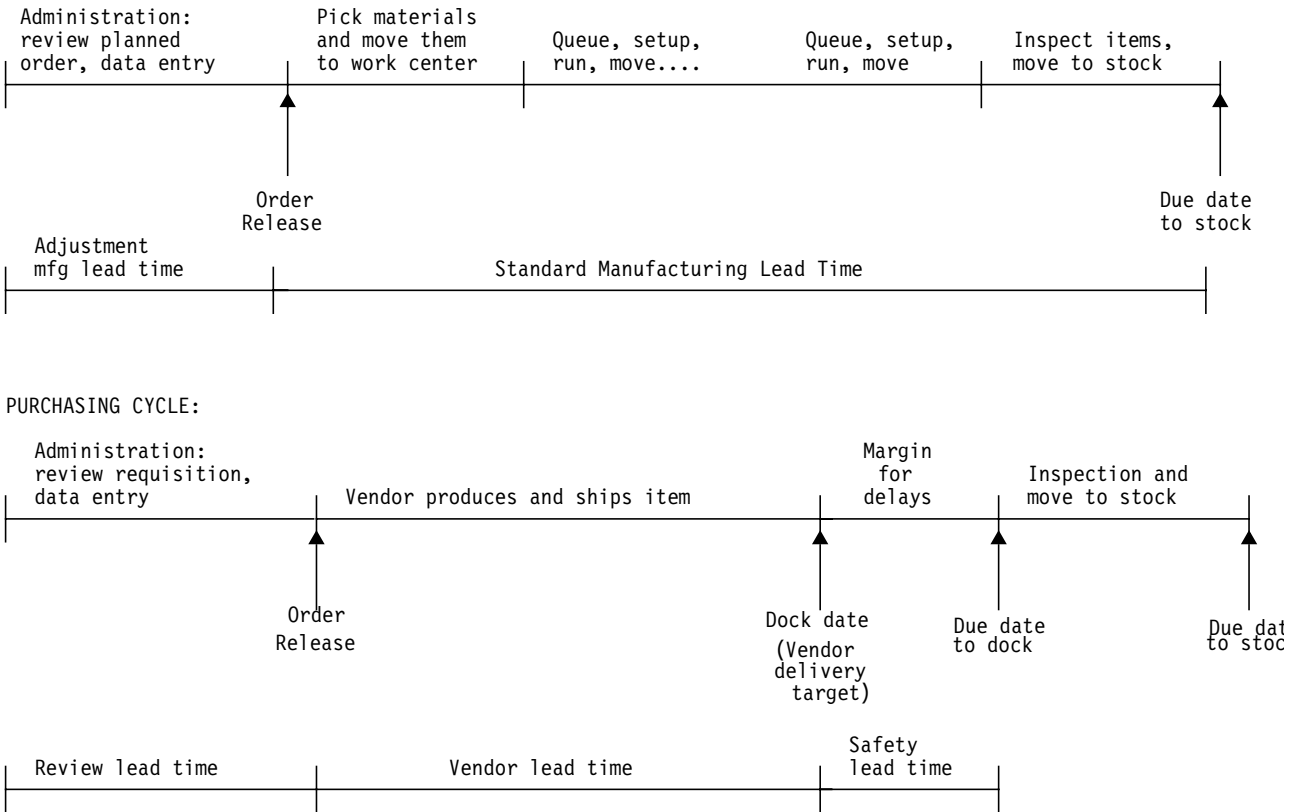 Administration:
review planned
order, data entry
Pick materials
and move them
to work center
Queue, setup,
run, move....
Queue, setup,
run, move
Inspect items,
move to stock
Order
Release
Due date
to stock
Adjustment
mfg lead time
Standard Manufacturing Lead Time
PURCHASING CYCLE:
Administration:
review requisition,
data entry
Vendor produces and ships item
Margin
for
delays
Inspection and
move to stock
Order
Release
Dock date
(Vendor
delivery
target)
Due date
to dock
Due dat
to stoc
Review lead time
Vendor lead time
Safety
lead time